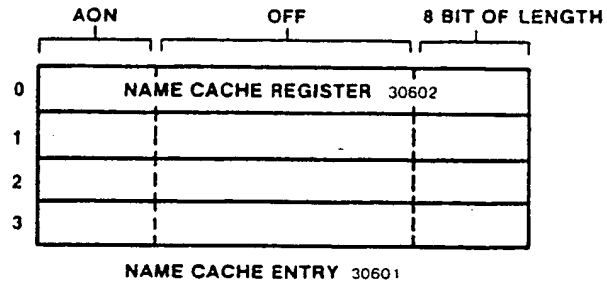 AON OFF 8 BIT OF LENGTH
0 NAME CACHE REGISTER 30602
1
2
3
NAME CACHE ENTRY 30601